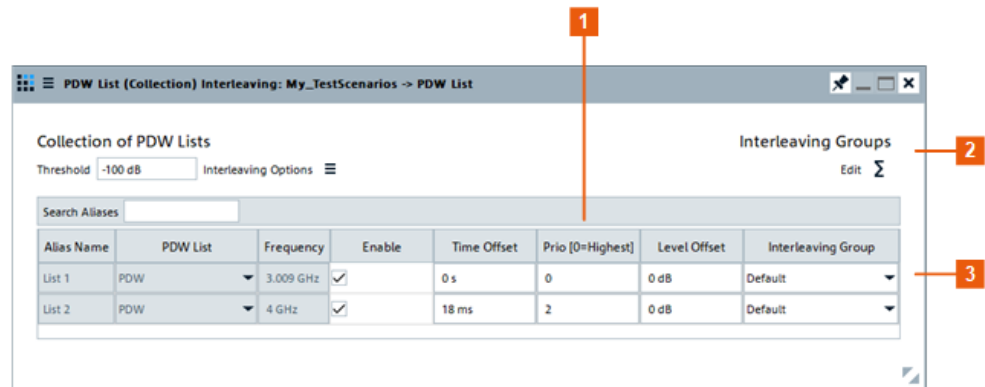 1
PDW List (Collection) Interleaving: My_TestScenarios -> PDW List
Collection of PDW Lists
Interleaving Groups
2
Threshold -100 dB Interleaving Options
Edit Σ
Search Aliases
Alias Name PDW List Frequency Enable Time Offset Prio [0=Highest] Level Offset Interleaving Group
List 1 PDW 3.009 GHz 0 s 0 0 dB Default
3
List 2 PDW 4 GHz 18 ms 2 0 dB Default